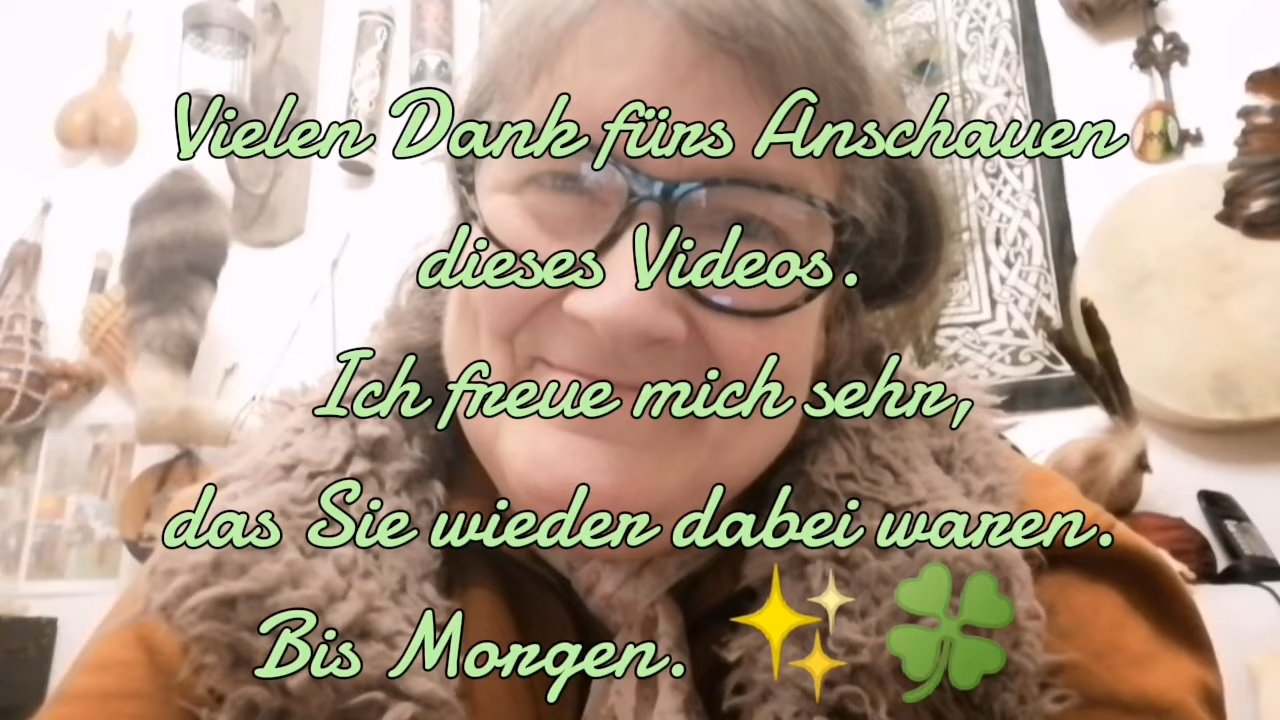 Vielen Dank fürs Anschauen
dieses Videos.
Ich freue mich sehr,
das Sie wieder dabei waren.
Bis Morgen.